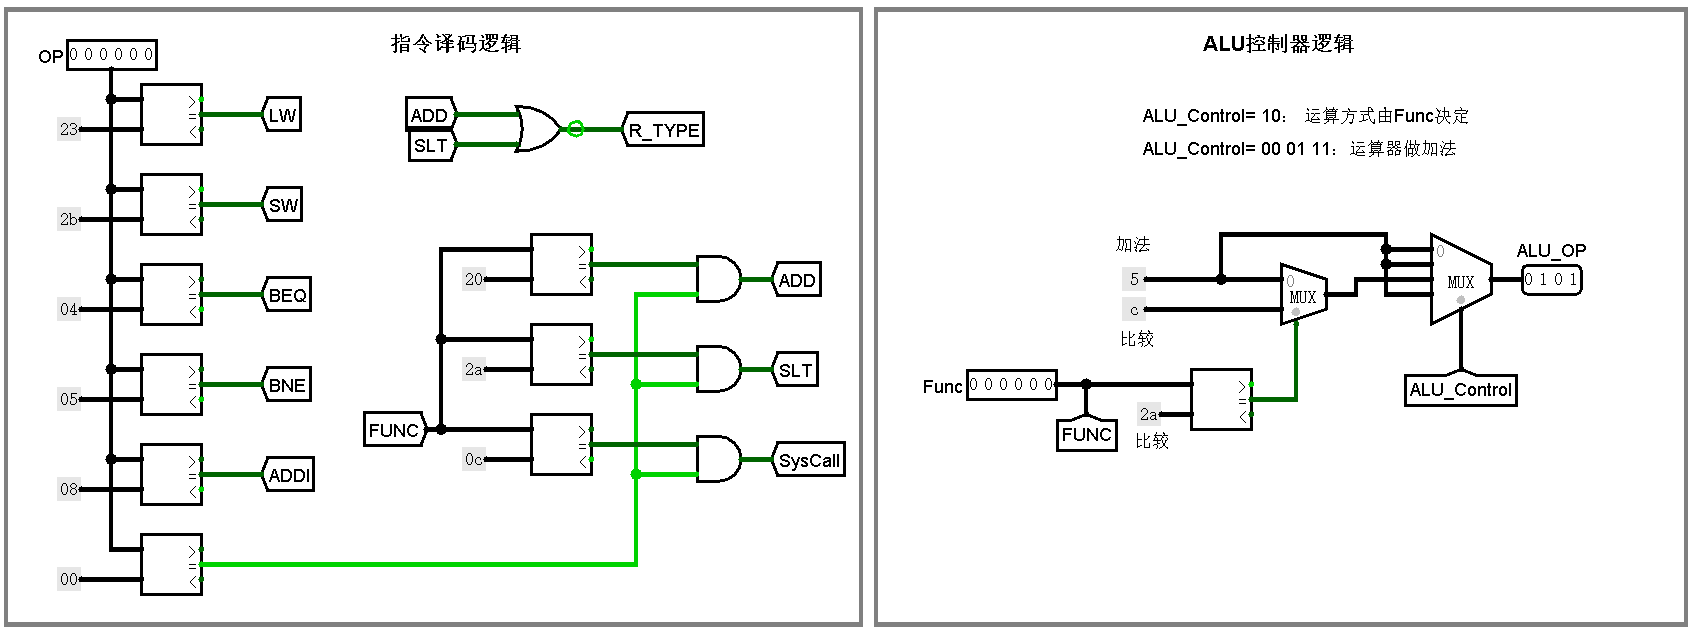 指令译码逻辑
OP 0 0 0 0 0 0
> = <
LW
23
> = <
SW
2b
> = <
BEQ
04
> = <
BNE
05
> = <
ADDI
08
> = <
00
ADD
SLT
R_TYPE
FUNC
> = <
20
ADD
> = <
2a
SLT
> = <
0c
SysCall
ALU控制器逻辑
ALU_Control= 10： 运算方式由Func决定
ALU_Control= 00 01 11：运算器做加法
加法
5
c
比较
0
MUX
0
MUX
ALU_OP
0 1 0 1
ALU_Control
Func 0 0 0 0 0 0
FUNC
> = <
2a
比较